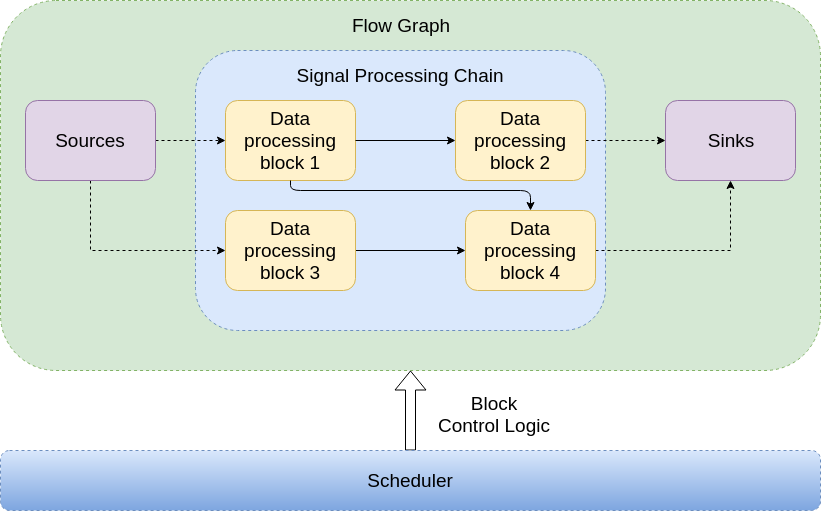 Flow Graph
Signal Processing Chain
Sources
Data
processing
block 1
Data
processing
block 2
Sinks
Data
processing
block 3
Data
processing
block 4
Block
Control Logic
Scheduler